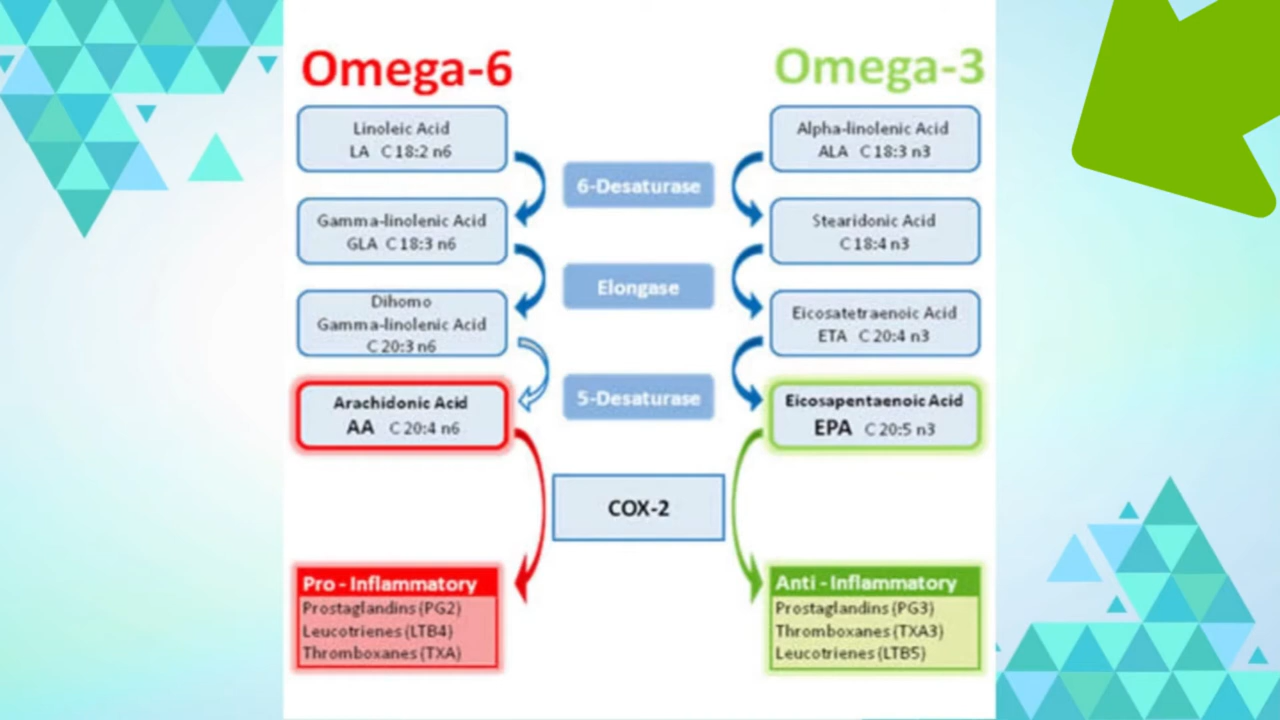 Omega-6
Linoleic Acid
LA C 18:2 n6
Gamma-linolenic Acid
GLA C 18:3 n6
Dihomo
Gamma-linolenic Acid
C 20:3 n6
Arachidonic Acid
AA C 20:4 n6
Pro - Inflammatory
Prostaglandins (PG2)
Leucotrienes (LTB4)
Thromboxanes (TXA)
6-Desaturase
Elongase
5-Desaturase
COX-2
Omega-3
Alpha-linolenic Acid
ALA C 18:3 n3
Stearidonic Acid
C 18:4 n3
Eicosatetraenoic Acid
ETA C 20:4 n3
Eicosapentaenoic Acid
EPA C 20:5 n3
Anti - Inflammatory
Prostaglandins (PG3)
Thromboxanes (TXA3)
Leucotrienes (LTB5)